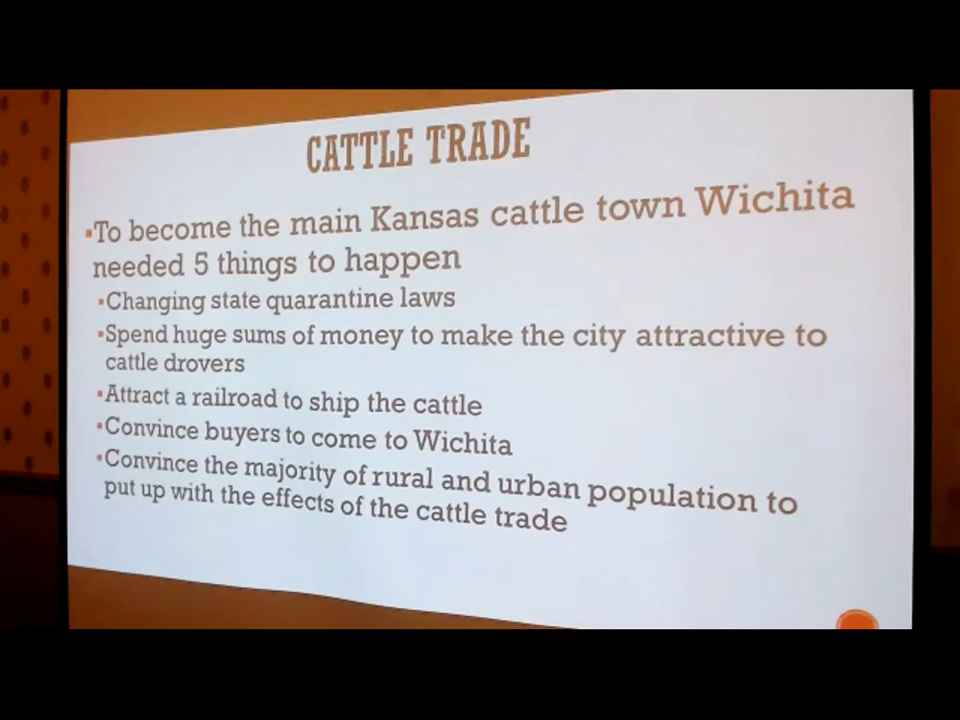 CATTLE TRADE
▪To become the main Kansas cattle town Wichita
needed 5 things to happen
▪Changing state quarantine laws
▪Spend huge sums of money to make the city attractive to
cattle drovers
▪Attract a railroad to ship the cattle
▪Convince buyers to come to Wichita
▪Convince the majority of rural and urban population to
put up with the effects of the cattle trade